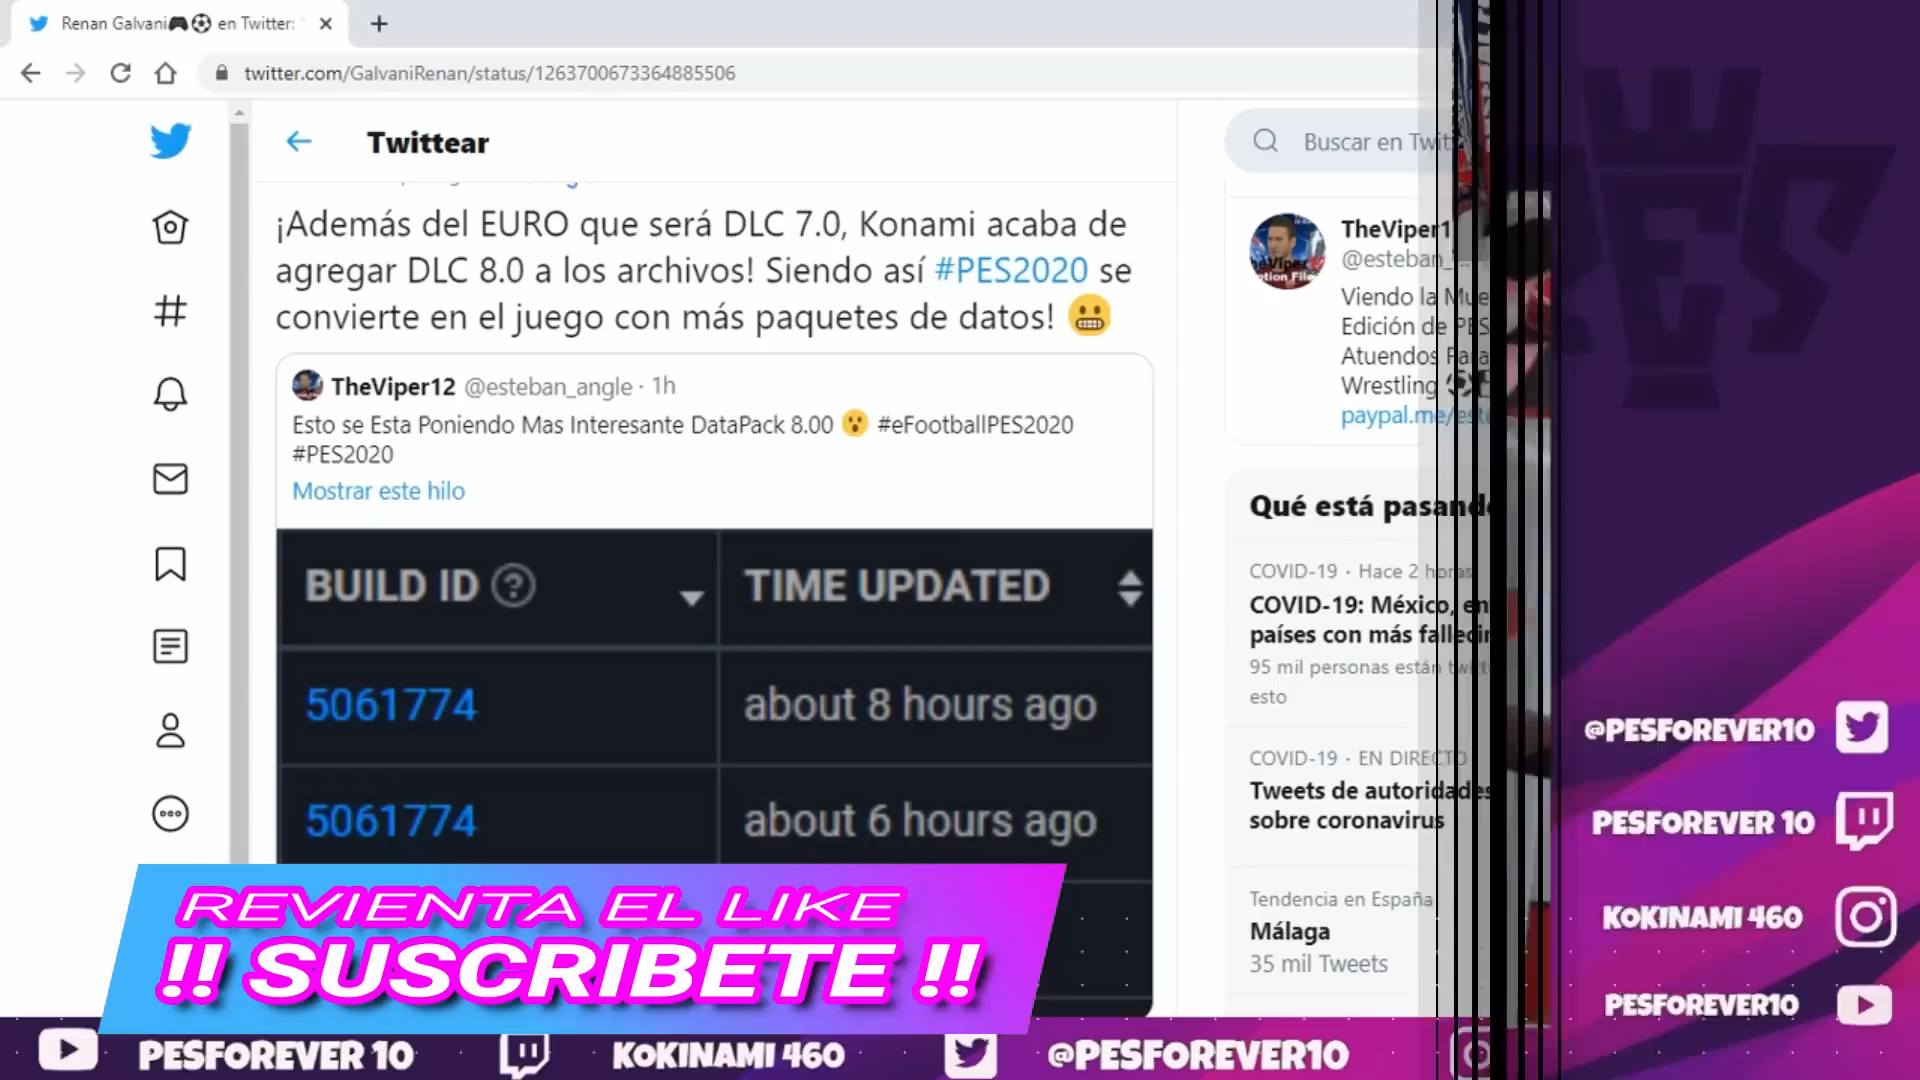 Renan Galvani🎮⚽ en Twitter:
twitter.com/GalvaniRenan/status/1263700673364885506
Twittear
¡Además del EURO que será DLC 7.0, Konami acaba de
agregar DLC 8.0 a los archivos! Siendo así #PES2020 se
convierte en el juego con más paquetes de datos! 😬
TheViper12 @esteban_angle · 1h
Esto se Esta Poniendo Mas Interesante DataPack 8.00 😮 #eFootballPES2020
#PES2020
Mostrar este hilo
BUILD ID TIME UPDATED
5061774 about 8 hours ago
5061774 about 6 hours ago
Buscar en Twit
TheViper1
@esteban_
Viendo la Mue
Edición de PES
Atuendos Para
Wrestling
paypal.me/est
Qué está pasando
COVID-19 · Hace 2 horas
COVID-19: México, en
países con más falleci
95 mil personas están
esto
COVID-19 · EN DIRECTO
Tweets de autoridades
sobre coronavirus
Tendencia en España
Málaga
35 mil Tweets
REVIENTA EL LIKE
!! SUSCRIBETE !!
PES
@PESFOREVER10
PESFOREVER 10
KOKINAMI 460
PESFOREVER10
PESFOREVER 10 KOKINAMI 460 @PESFOREVER10